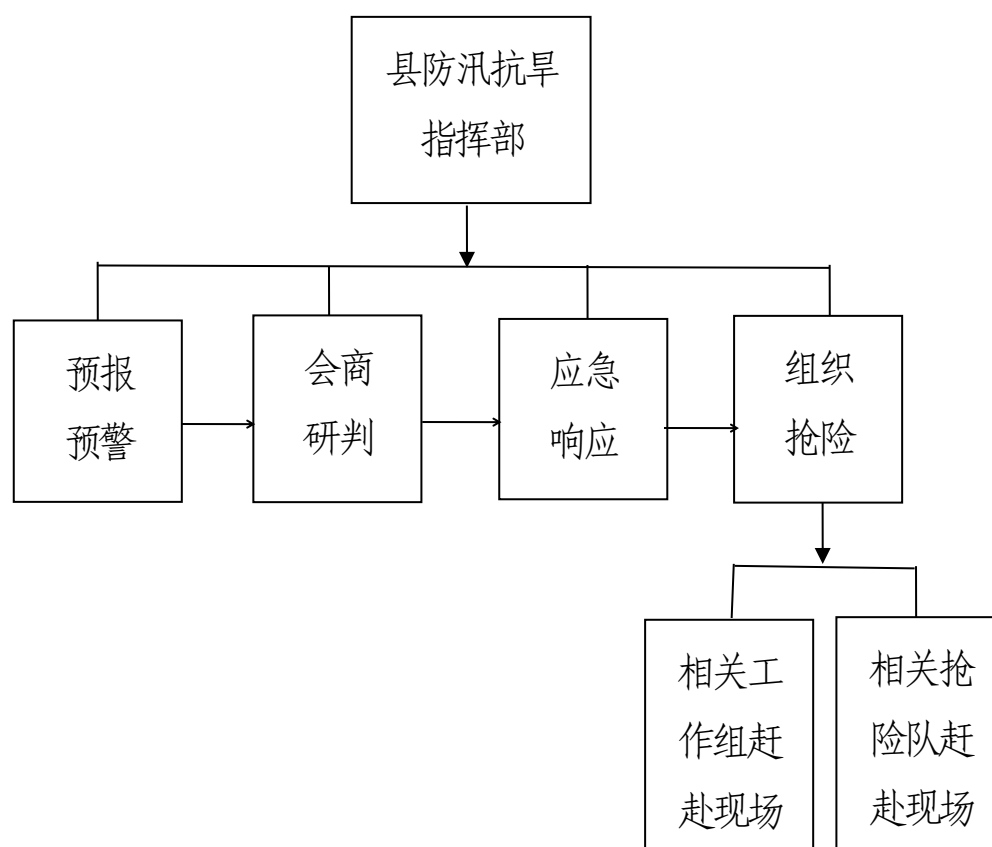 县防汛抗旱
指挥部
预报
预警
会商
研判
应急
响应
组织
抢险
相关工
作组赶
赴现场
相关抢
险队赶
赴现场